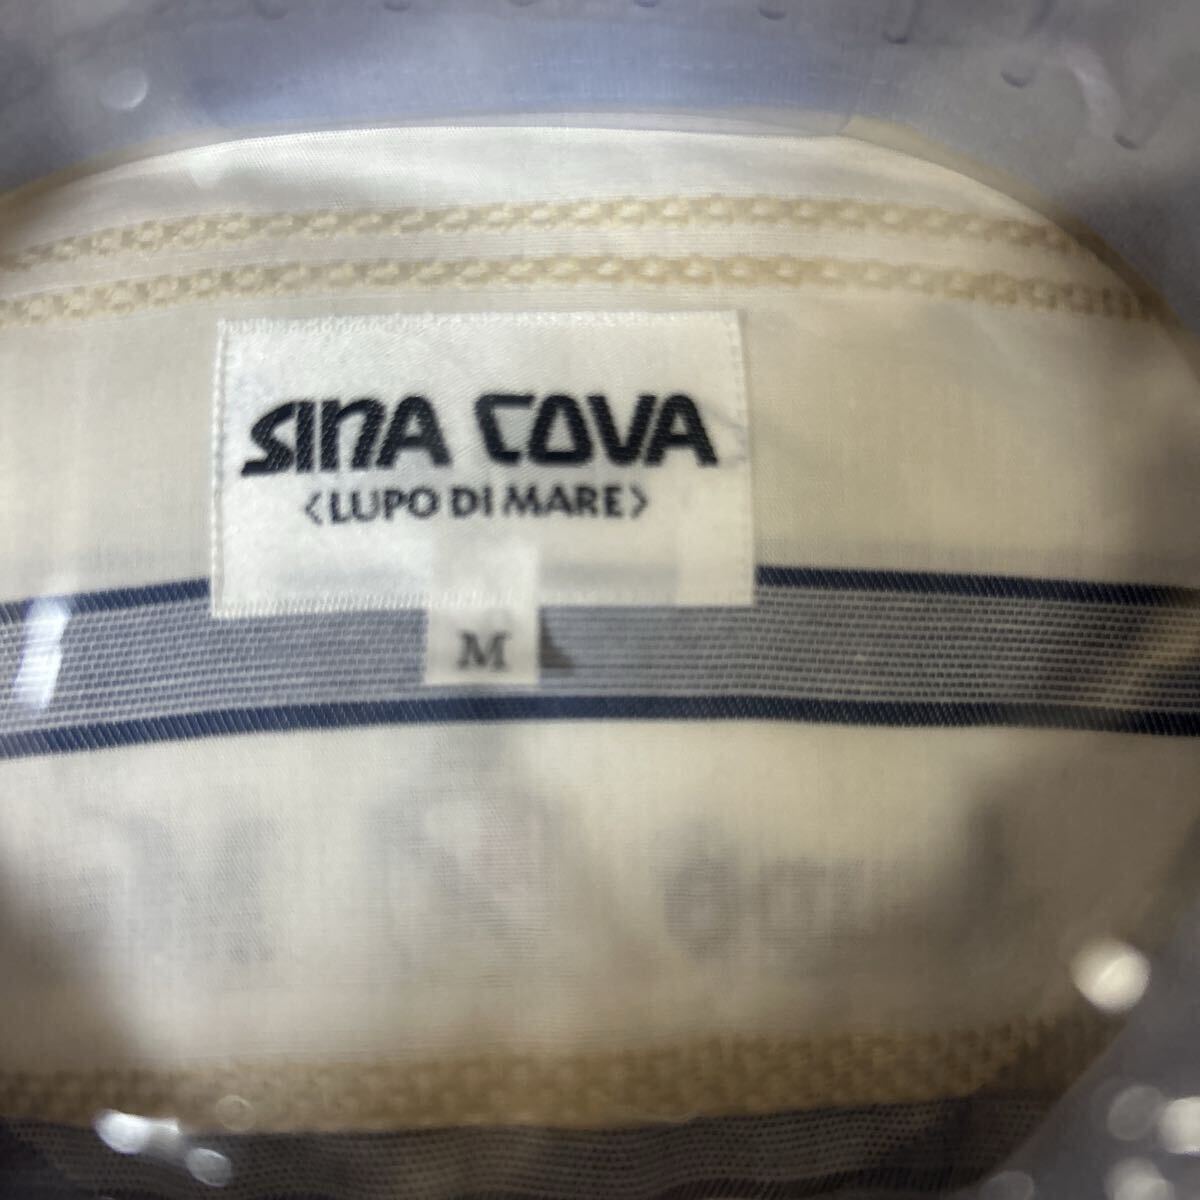 SINA COVA
<LUPO DI MARE>
M